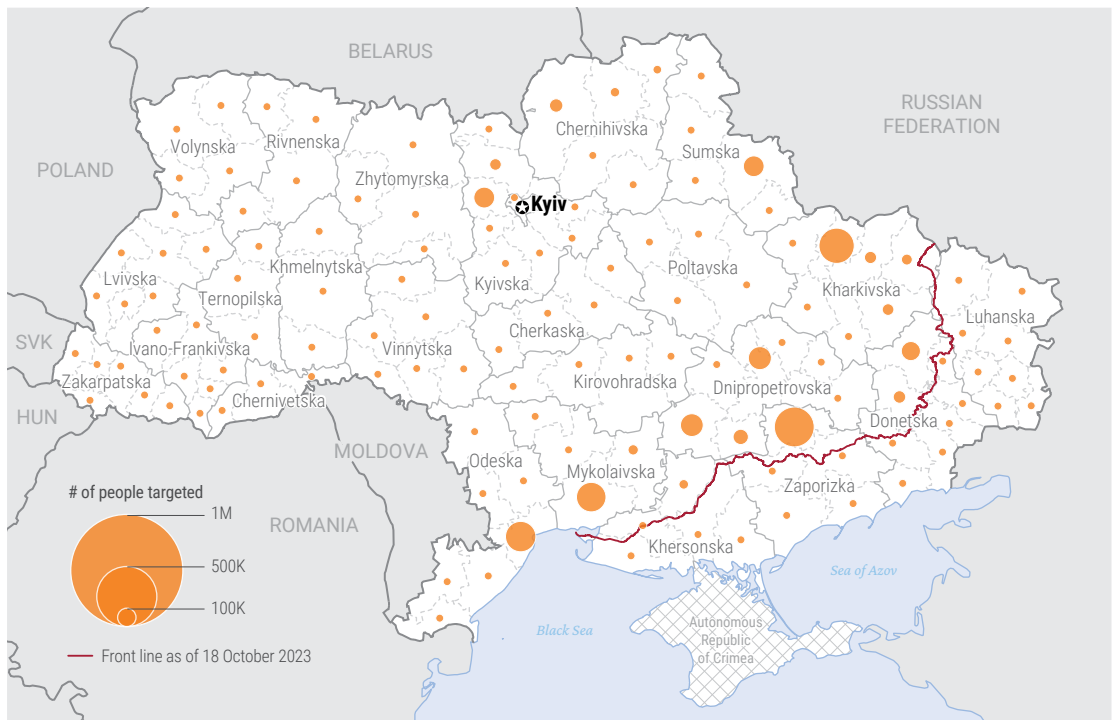 BELARUS
RUSSIAN
FEDERATION
POLAND
Volynska
Rivnenska
Zhytomyrska
Chernihivska
Sumska
Kyiv
Lvivska
Ternopilska
Khmelnytska
Kyivska
Poltavska
Kharkivska
Luhanska
Cherkaska
SVK
Ivano-Frankivska
Vinnytska
Zakarpatska
Chernivetska
Kirovohradska
Dnipropetrovska
Donetska
HUN
MOLDOVA
Odeska
Mykolaivska
Zaporizka
Khersonska
ROMANIA
Sea of Azov
Black Sea
Autonomous
Republic
of Crimea
# of people targeted
1M
500K
100K
Front line as of 18 October 2023